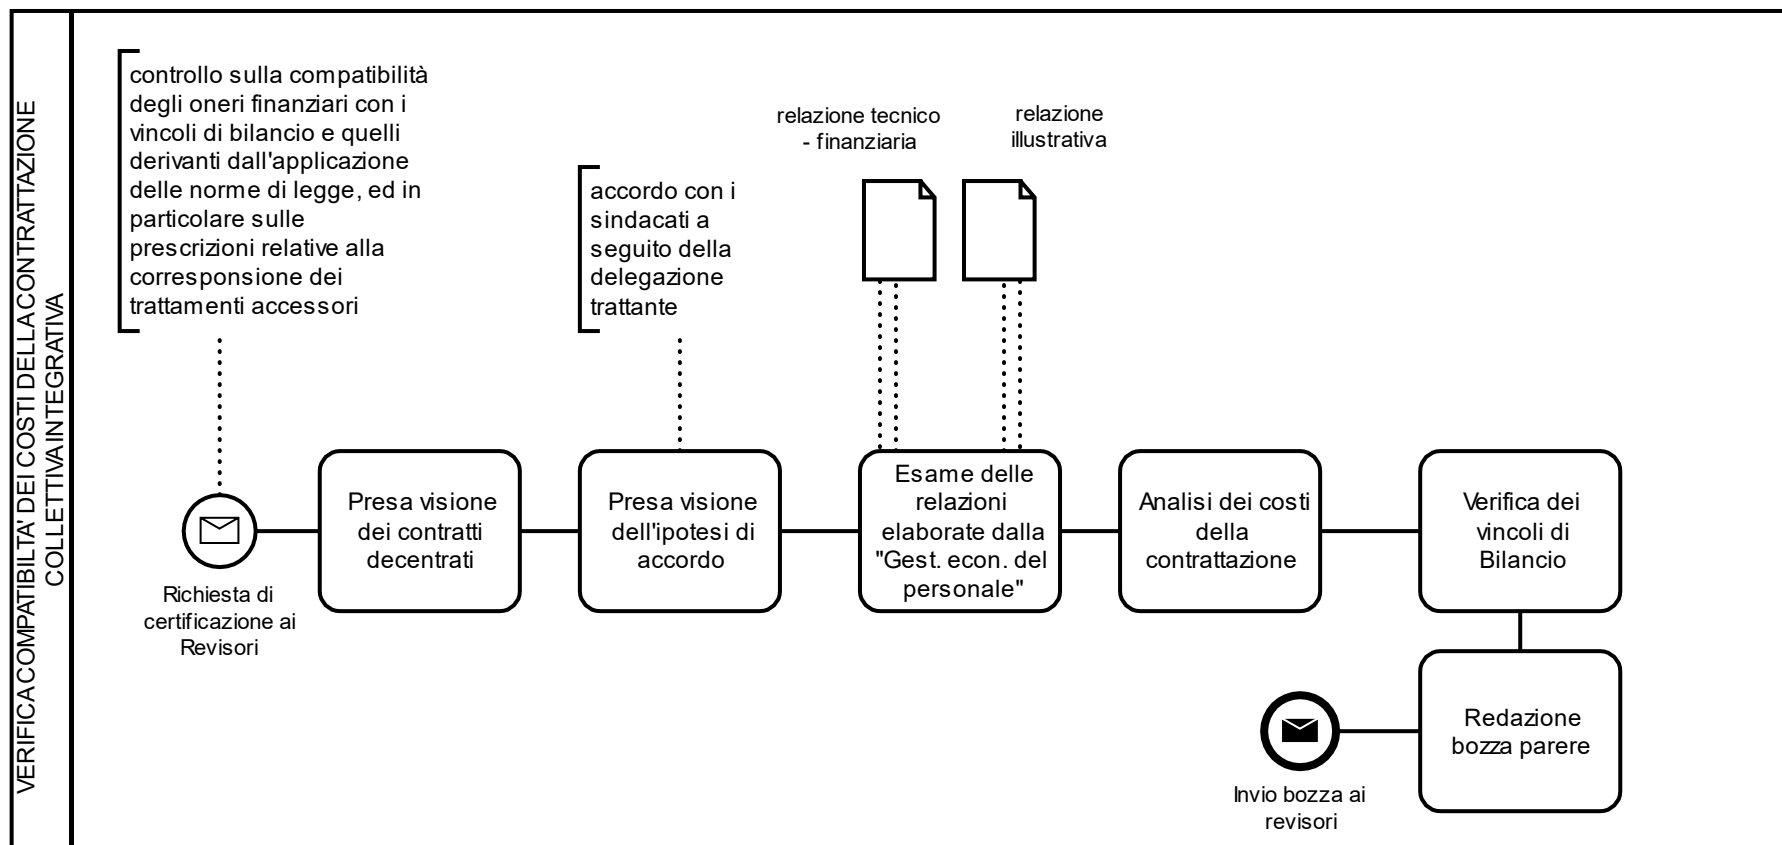 VERIFICA COMPATIBILTA' DEI COSTI DELLA CONTRATTAZIONE
COLLETTIVA INTEGRATIVA
controllo sulla compatibilità
degli oneri finanziari con i
vincoli di bilancio e quelli
derivanti dall'applicazione
delle norme di legge, ed in
particolare sulle
prescrizioni relative alla
corresponsione dei
trattamenti accessori
accordo con i
sindacati a
seguito della
delegazione
trattante
relazione tecnico
- finanziaria
relazione
illustrativa
Richiesta di
certificazione ai
Revisori
Presa visione
dei contratti
decentrati
Presa visione
dell'ipotesi di
accordo
Esame delle
relazioni
elaborate dalla
"Gest. econ. del
personale"
Analisi dei costi
della
contrattazione
Verifica dei
vincoli di
Bilancio
Redazione
bozza parere
Invio bozza ai
revisori